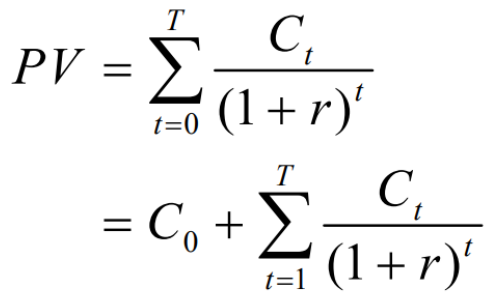 PV = \sum_{t=0}^{T} \frac{C_t}{(1 + r)^t}
= C_0 + \sum_{t=1}^{T} \frac{C_t}{(1 + r)^t}